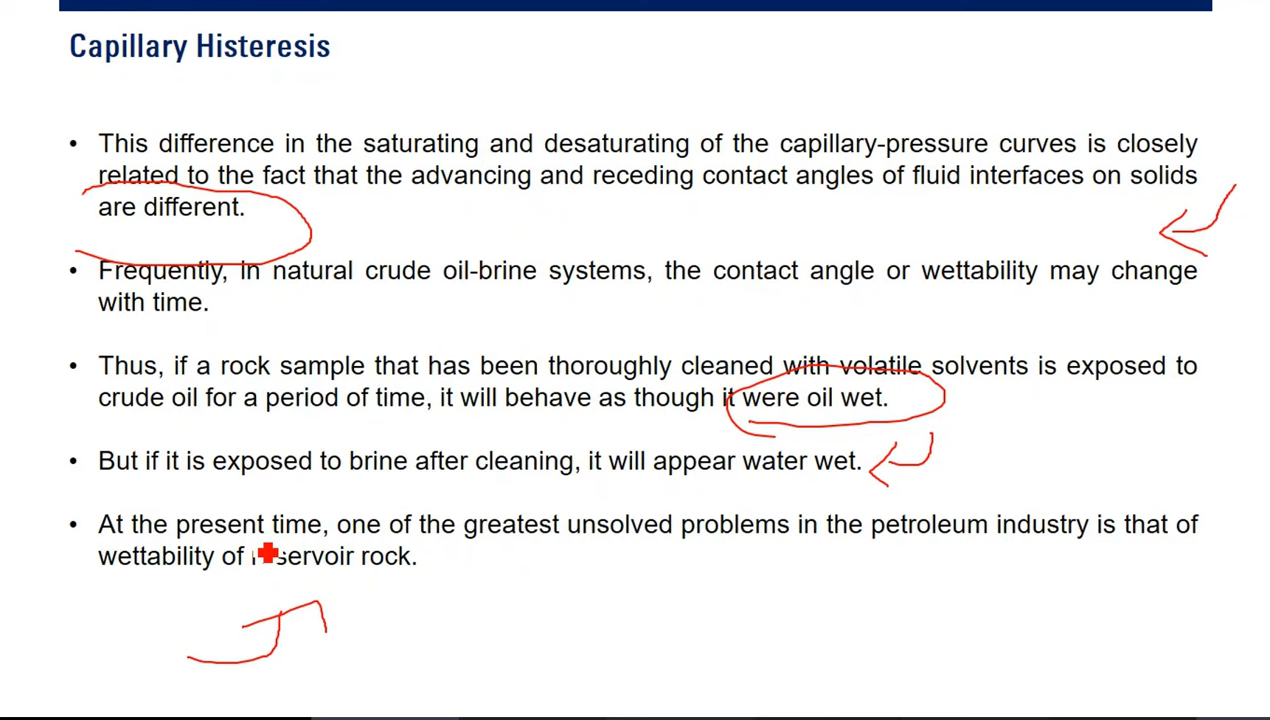 Capillary Histeresis
• This difference in the saturating and desaturating of the capillary-pressure curves is closely
related to the fact that the advancing and receding contact angles of fluid interfaces on solids
are different.
• Frequently, in natural crude oil-brine systems, the contact angle or wettability may change
with time.
• Thus, if a rock sample that has been thoroughly cleaned with volatile solvents is exposed to
crude oil for a period of time, it will behave as though it were oil wet.
• But if it is exposed to brine after cleaning, it will appear water wet.
• At the present time, one of the greatest unsolved problems in the petroleum industry is that of
wettability of reservoir rock.